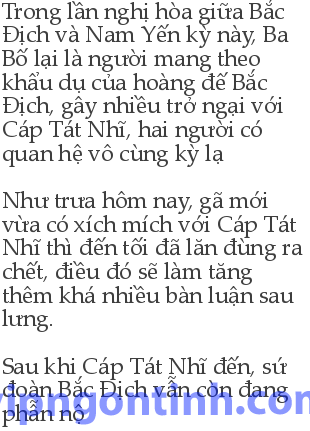 Trong lần nghị hòa giữa Bắc
Địch và Nam Yến kỳ này, Ba
Bố lại là người mang theo
khẩu dụ của hoàng đế Bắc
Địch, gây nhiều trở ngại với
Cáp Tát Nhĩ, hai người có
quan hệ vô cùng kỳ lạ
Như trưa hôm nay, gã mới
vừa có xích mích với Cáp Tát
Nhĩ thì đến tối đã lăn đùng ra
chết, điều đó sẽ làm tăng
thêm khá nhiều bàn luận sau
lưng.
Sau khi Cáp Tát Nhĩ đến, sứ
đoàn Bắc Địch vẫn còn đang
phẫn nộ
vipngontinh.com